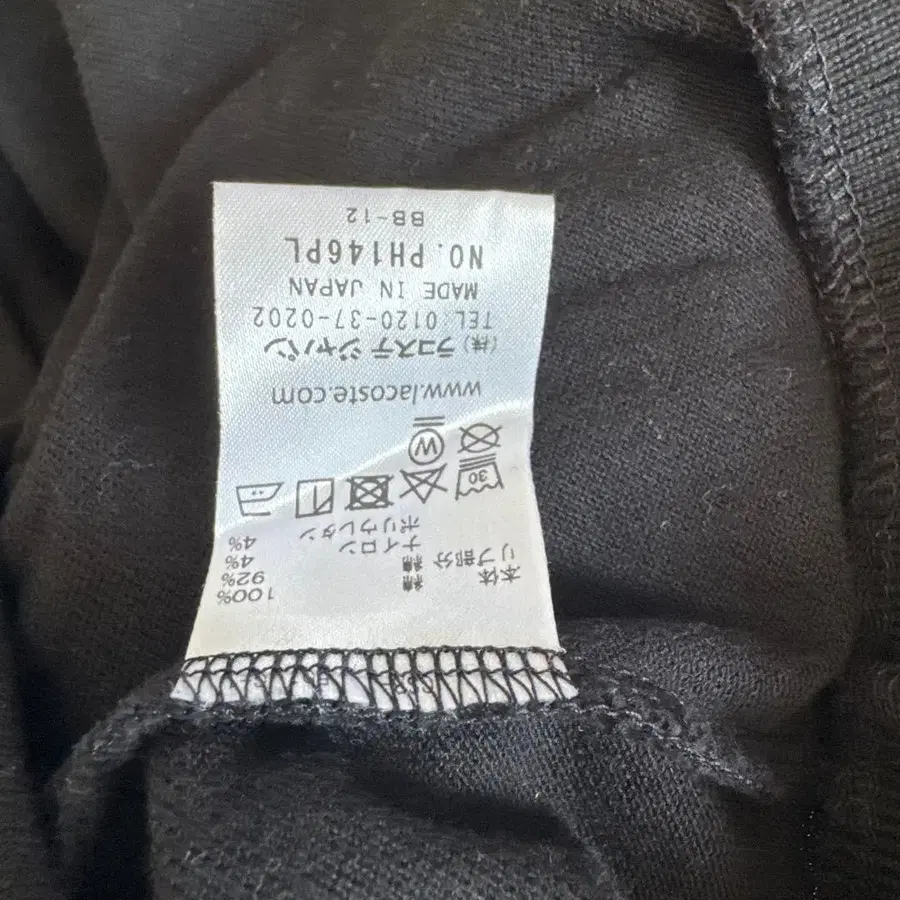 本体 綿 100%
リブ部分 綿 92%
ナイロン 4%
ポリウレタン 4%
30
W
www.lacoste.com
(株)ラコステジャパン
TEL:0120-37-0202
MADE IN JAPAN
NO. PH146PL
BB-12